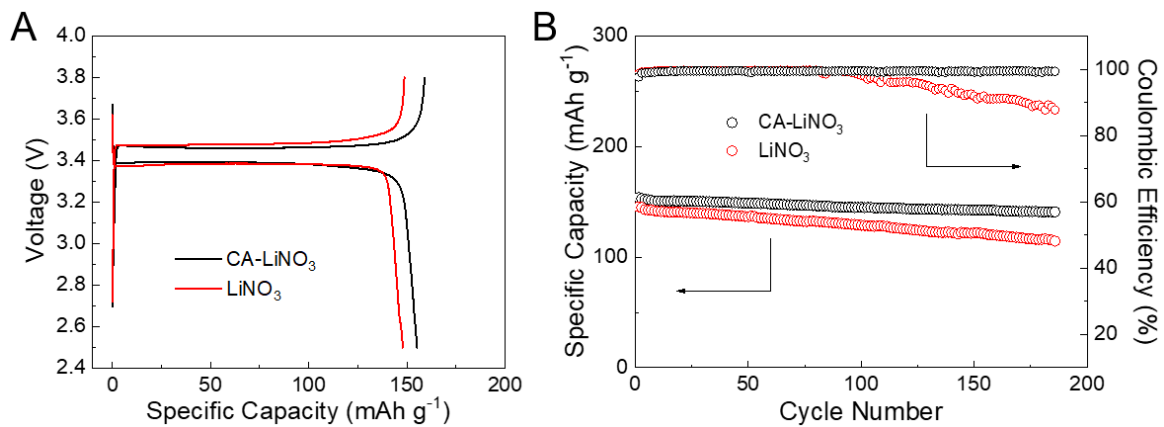 A
Voltage (V)
4.0
3.8
3.6
3.4
3.2
3.0
2.8
2.6
2.4
CA-LiNO₃
LiNO₃
0
50
100
150
200
Specific Capacity (mAh g⁻¹)
B
Specific Capacity (mAh g⁻¹)
300
200
100
0
CA-LiNO₃
LiNO₃
100
80
60
40
20
Coulombic Efficiency (%)
0
50
100
150
200
Cycle Number